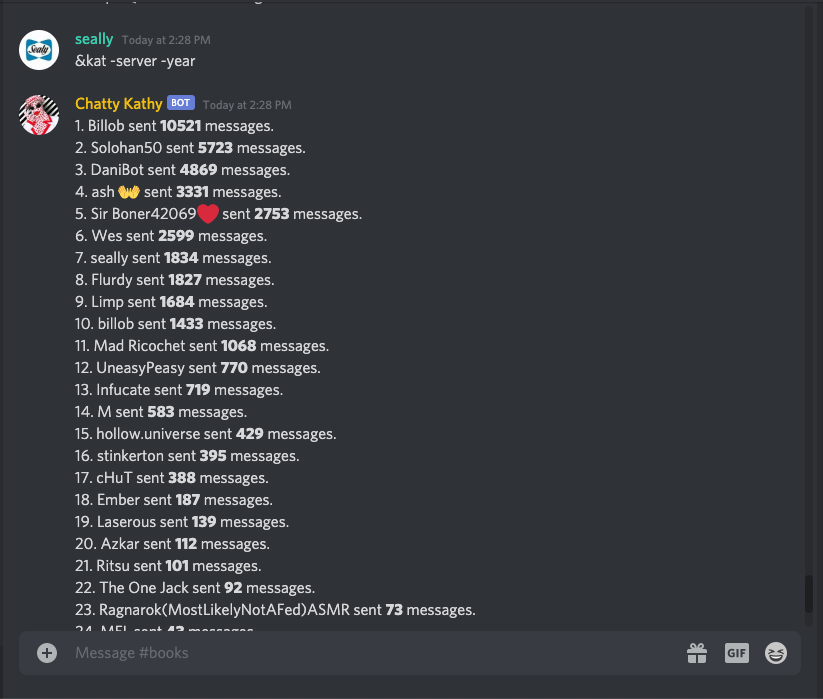 seally Today at 2:28 PM
&kat -server -year
Chatty Kathy BOT Today at 2:28 PM
1. Billob sent 10521 messages.
2. Solohan50 sent 5723 messages.
3. DaniBot sent 4869 messages.
4. ash 👐 sent 3331 messages.
5. Sir Boner42069❤️ sent 2753 messages.
6. Wes sent 2599 messages.
7. seally sent 1834 messages.
8. Flurdy sent 1827 messages.
9. Limp sent 1684 messages.
10. billob sent 1433 messages.
11. Mad Ricochet sent 1068 messages.
12. UneasyPeasy sent 770 messages.
13. Infucate sent 719 messages.
14. M sent 583 messages.
15. hollow.universe sent 429 messages.
16. stinkerton sent 395 messages.
17. cHuT sent 388 messages.
18. Ember sent 187 messages.
19. Laserous sent 139 messages.
20. Azkar sent 112 messages.
21. Ritsu sent 101 messages.
22. The One Jack sent 92 messages.
23. Ragnarok(MostLikelyNotAFed)ASMR sent 73 messages.
sent messages.
Message #books
GIF